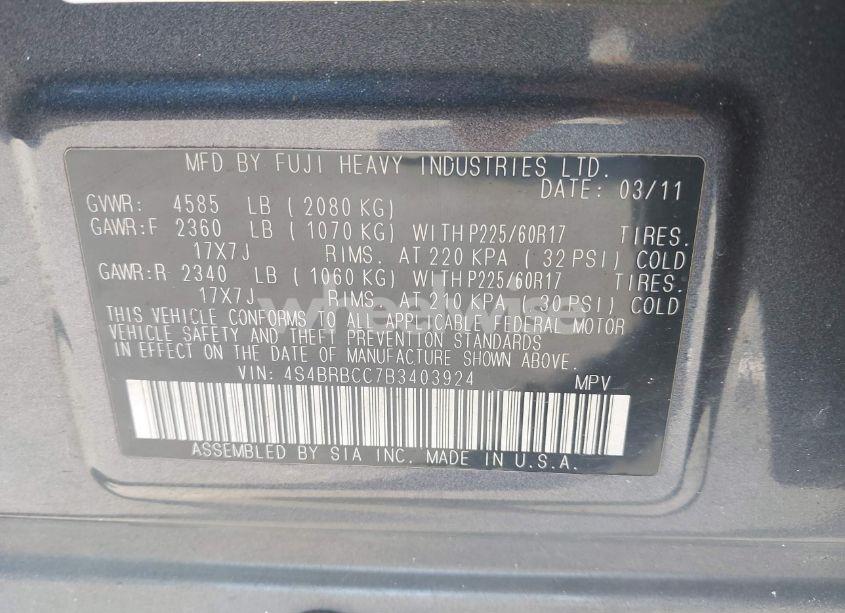 MFD BY FUJI HEAVY INDUSTRIES LTD.
DATE: 03/11
GVWR: 4585 LB (2080 KG)
GAWR:F 2360 LB (1070 KG) WITH P225/60R17 TIRES.
17X7J RIMS. AT 220 KPA (32 PSI) COLD
GAWR:R 2340 LB (1060 KG) WITH P225/60R17 TIRES.
17X7J RIMS. AT 210 KPA (30 PSI) COLD
THIS VEHICLE CONFORMS TO ALL APPLICABLE FEDERAL MOTOR
VEHICLE SAFETY AND THEFT PREVENTION STANDARDS
IN EFFECT ON THE DATE OF MANUFACTURE SHOWN ABOVE.
VIN: 4S4BRBCC7B3403924 MPV
ASSEMBLED BY SIA INC. MADE IN U.S.A.
wheelwise